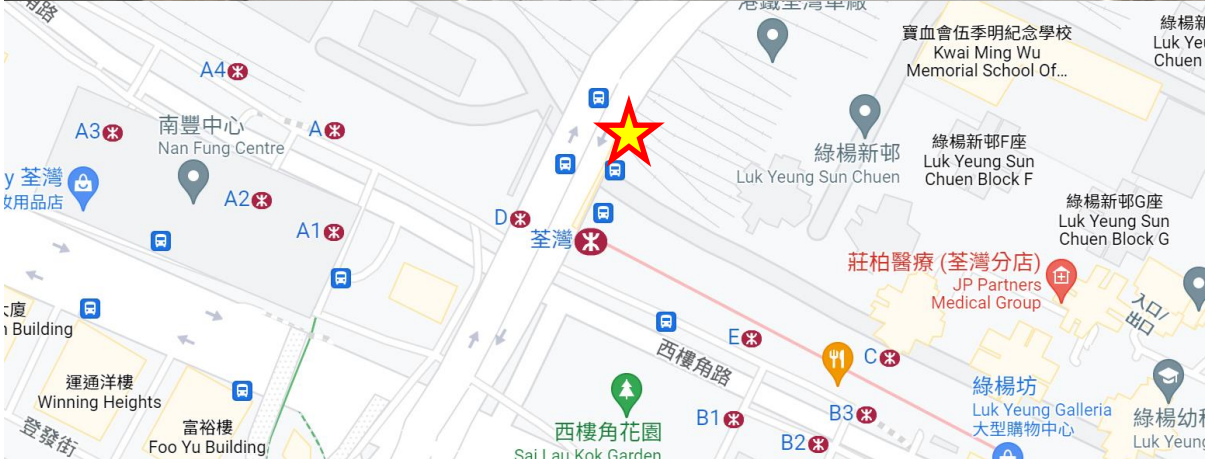 港鐵荃灣車廠
寶血會伍季明紀念學校
Kwai Ming Wu
Memorial School Of...
綠楊新
Luk Yeu
Chuen
A4
A3
南豐中心
Nan Fung Centre
A
綠楊新邨
Luk Yeung Sun Chuen
綠楊新邨F座
Luk Yeung Sun
Chuen Block F
y 荃灣
妝用品店
A2
A1
D
荃灣
綠楊新邨G座
Luk Yeung Sun
Chuen Block G
莊柏醫療 (荃灣分店)
JP Partners
Medical Group
入口/
出口
大廈
n Building
西樓角路
E
C
運通洋樓
Winning Heights
綠楊坊
Luk Yeung Galleria
大型購物中心
B1
B3
B2
綠楊幼稚
Luk Yeung
登發街
富裕樓
Foo Yu Building
西樓角花園
Sai Lau Kok Garden